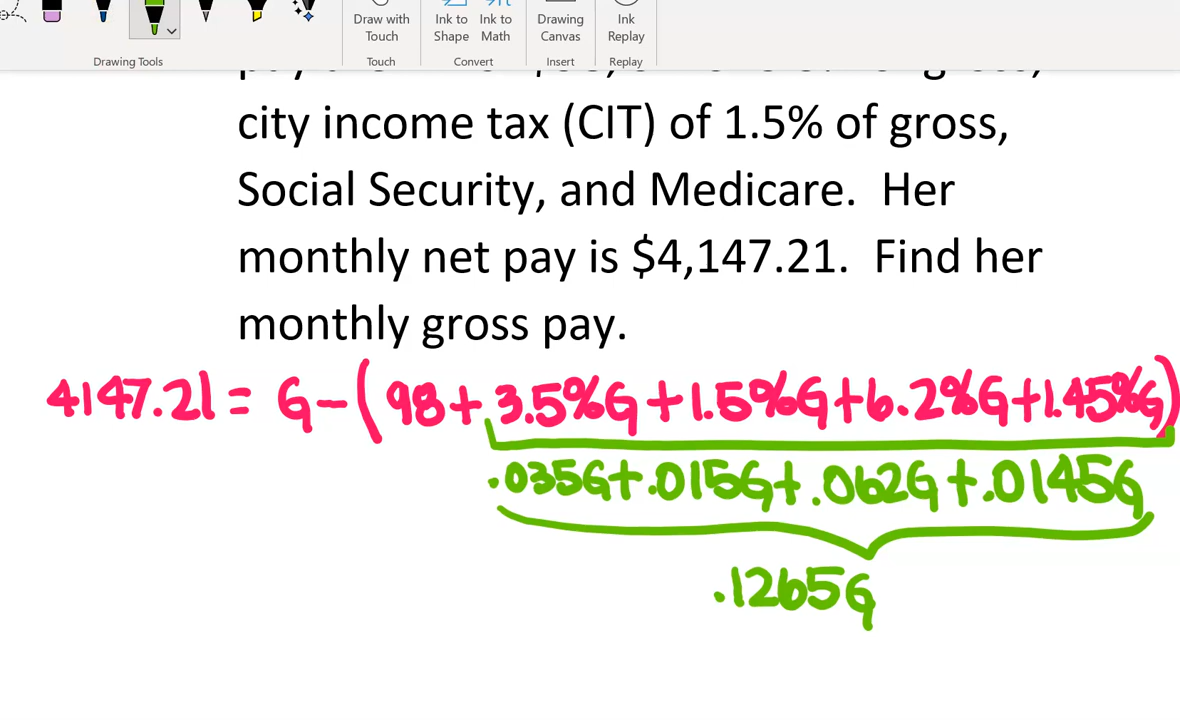 Draw with Touch
Ink to Shape
Ink to Math
Drawing Canvas
Ink Replay
Drawing Tools
Touch
Convert
Insert
Replay
city income tax (CIT) of 1.5% of gross,
Social Security, and Medicare. Her
monthly net pay is $4,147.21. Find her
monthly gross pay.
4147.21 = G-(98+3.5%G+1.5%G+6.2%G+1.45%G)
.035G+.015G+.062G+.0145G
.1265G